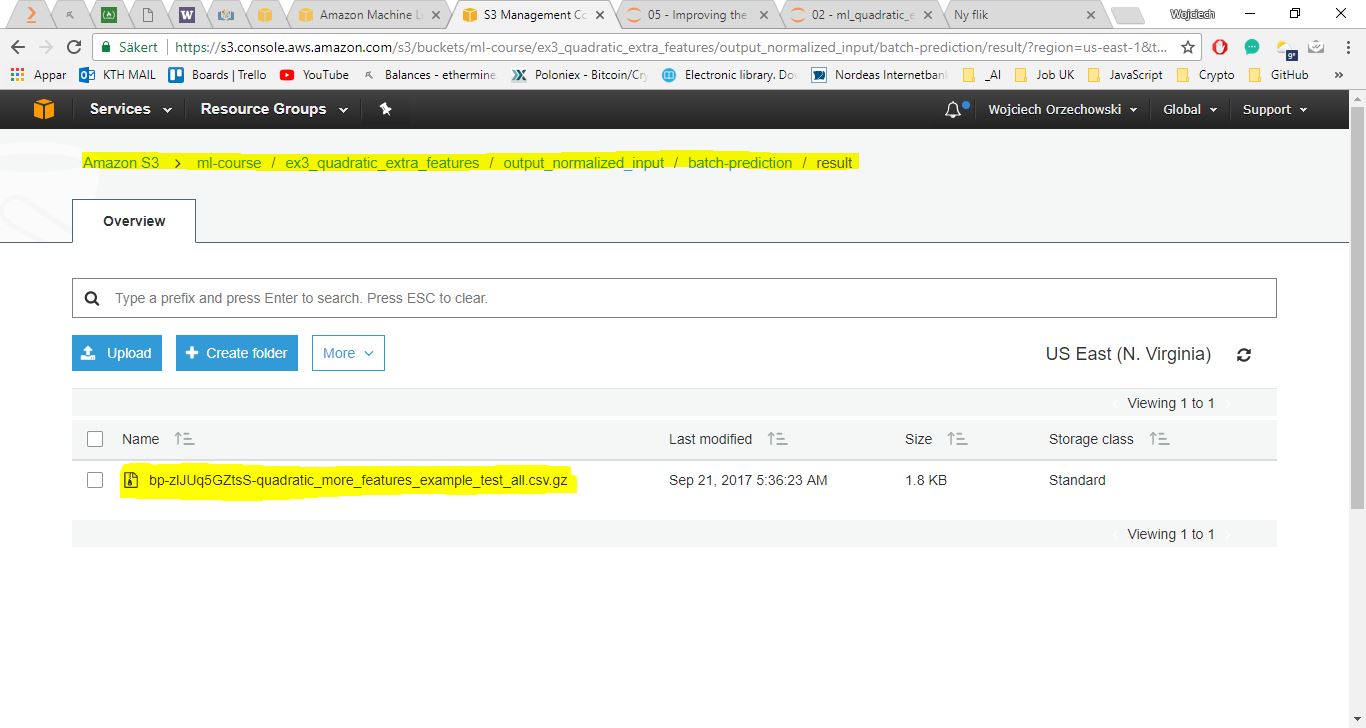 Amazon Machine L
S3 Management Co
05 - Improving the
02 - ml_quadratic_e
Ny flik
Wojciech
Säkert
https://s3.console.aws.amazon.com/s3/buckets/ml-course/ex3_quadratic_extra_features/output_normalized_input/batch-prediction/result/?region=us-east-1&t...
9°
Appar KTH MAIL Boards | Trello YouTube Balances - ethermine Poloniex - Bitcoin/Cry Electronic library. Do Nordeas Internetbank _AI Job UK JavaScript Crypto GitHub »
Services Resource Groups Wojciech Orzechowski Global Support
Amazon S3 > ml-course / ex3_quadratic_extra_features / output_normalized_input / batch-prediction / result
Overview
Type a prefix and press Enter to search. Press ESC to clear.
Upload + Create folder More US East (N. Virginia)
Viewing 1 to 1
Name Last modified Size Storage class
bp-zIJUq5GZtsS-quadratic_more_features_example_test_all.csv.gz Sep 21, 2017 5:36:23 AM 1.8 KB Standard
Viewing 1 to 1